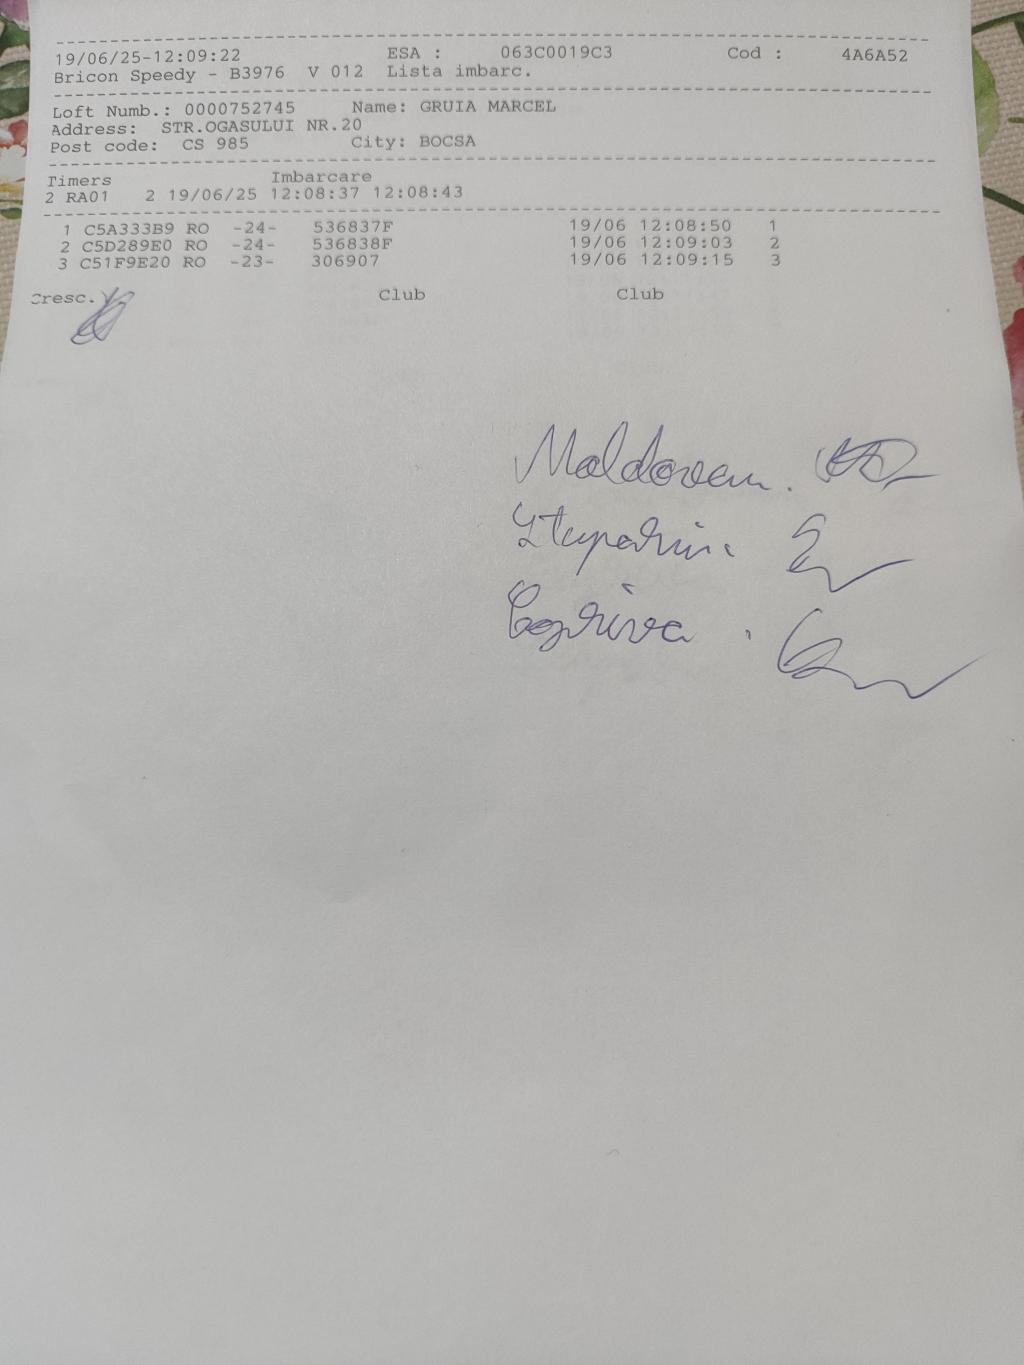 19/06/25-12:09:22 ESA : 063C0019C3 Cod : 4A6A52
Bricon Speedy - B3976 V 012 Lista imbarc.
Loft Numb.: 0000752745 Name: GRUIA MARCEL
Address: STR.OGASULUI NR.20
Post code: CS 985 City: BOCSA
Timers Imbarcare
2 RA01 2 19/06/25 12:08:37 12:08:43
1 C5A333B9 RO -24- 536837F 19/06 12:08:50 1
2 C5D289E0 RO -24- 536838F 19/06 12:09:03 2
3 C51F9E20 RO -23- 306907 19/06 12:09:15 3
Cresc. Club Club
Moldovan.
Copriva.